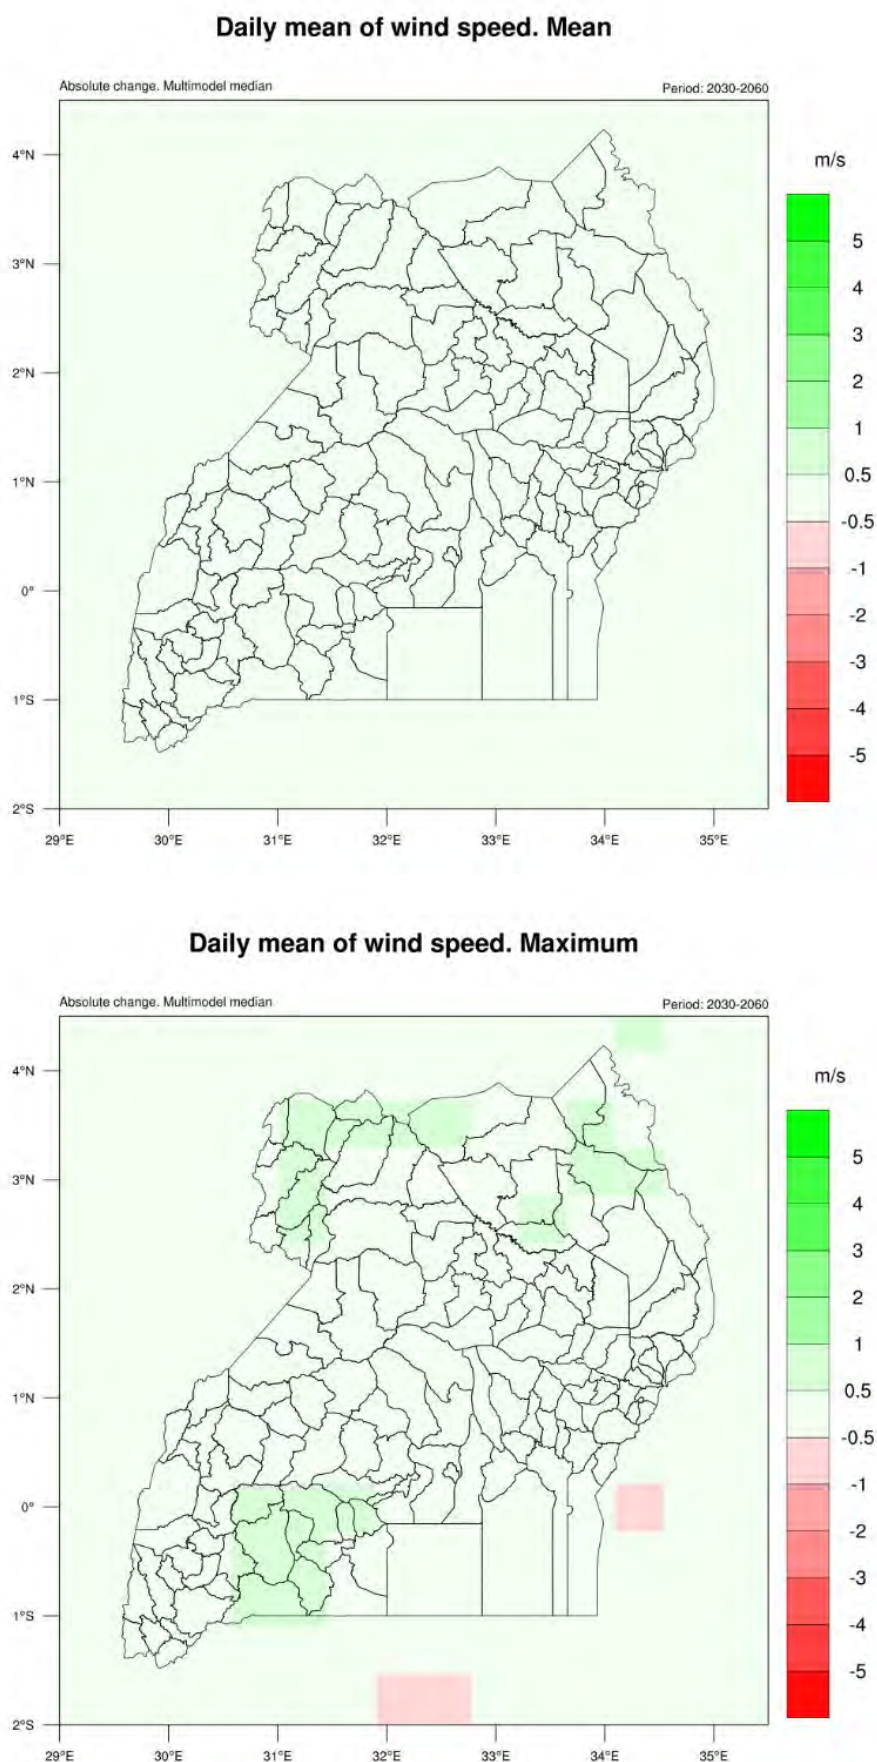 Daily mean of wind speed. Mean
Absolute change. Multimodel median
Period: 2030-2060
m/s
4°N
3°N
2°N
1°N
0°
1°S
2°S
29°E
30°E
31°E
32°E
33°E
34°E
35°E
5
4
3
2
1
0.5
-0.5
-1
-2
-3
-4
-5
Daily mean of wind speed. Maximum
Absolute change. Multimodel median
Period: 2030-2060
m/s
4°N
3°N
2°N
1°N
0°
1°S
2°S
29°E
30°E
31°E
32°E
33°E
34°E
35°E
5
4
3
2
1
0.5
-0.5
-1
-2
-3
-4
-5